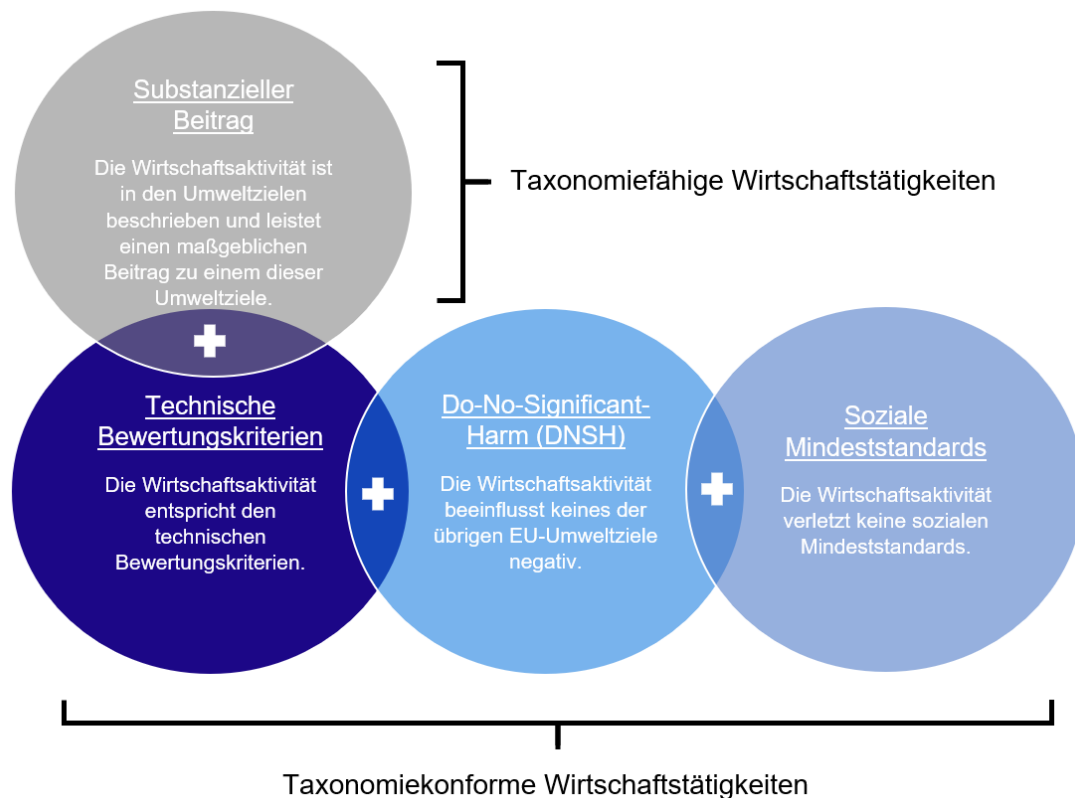 Substanzieller
Beitrag
Die Wirtschaftsaktivität ist
in den Umweltzielen
beschrieben und leistet
einen maßgeblichen
Beitrag zu einem dieser
Umweltziele.
Taxonomiefähige Wirtschaftstätigkeiten
Technische
Bewertungskriterien
Die Wirtschaftsaktivität
entspricht den
technischen
Bewertungskriterien.
Do-No-Significant-
Harm (DNSH)
Die Wirtschaftsaktivität
beeinflusst keines der
übrigen EU-Umweltziele
negativ.
Soziale
Mindeststandards
Die Wirtschaftsaktivität
verletzt keine sozialen
Mindeststandards.
Taxonomiekonforme Wirtschaftstätigkeiten